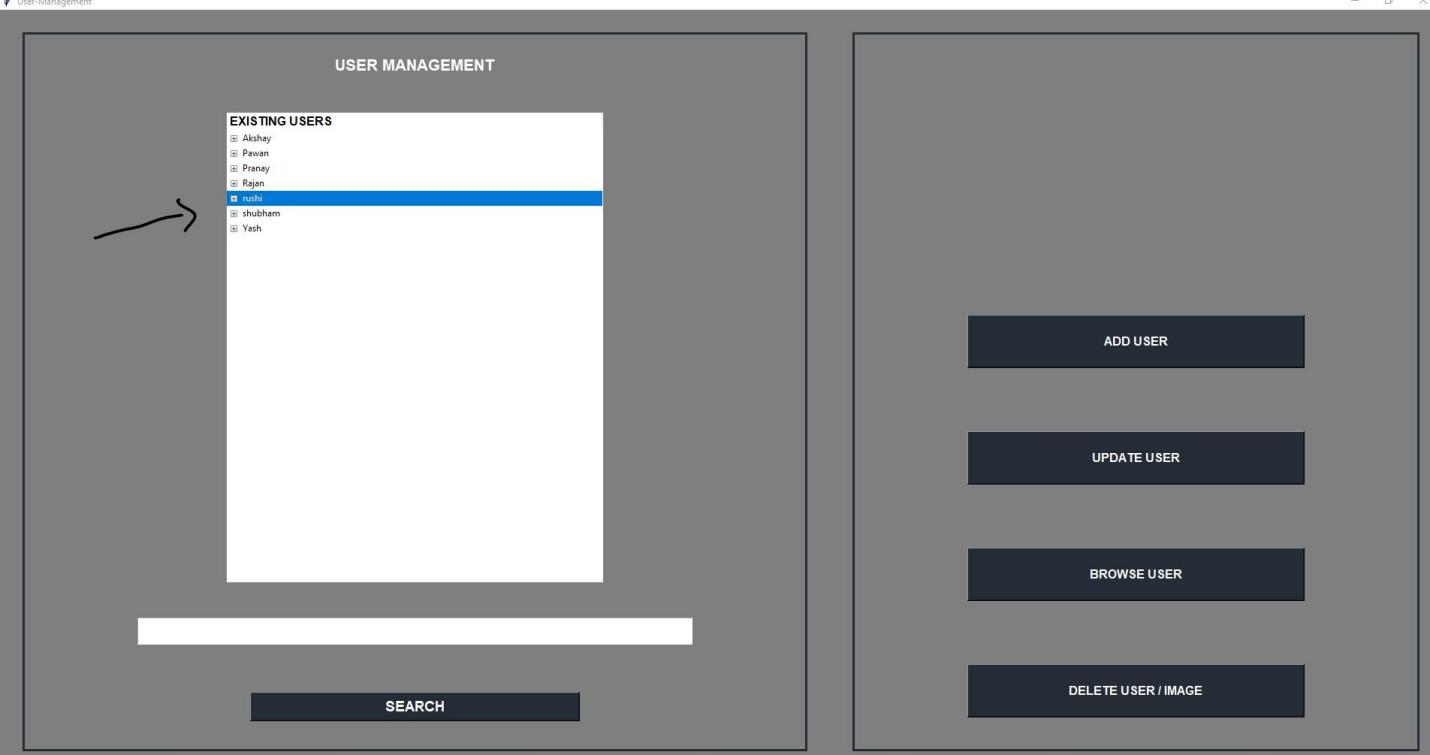 User-Management
USER MANAGEMENT
EXISTING USERS
Akshay
Pawan
Pranay
Rajan
rushi
shubham
Yash
SEARCH
ADD USER
UPDATE USER
BROWSE USER
DELETE USER / IMAGE